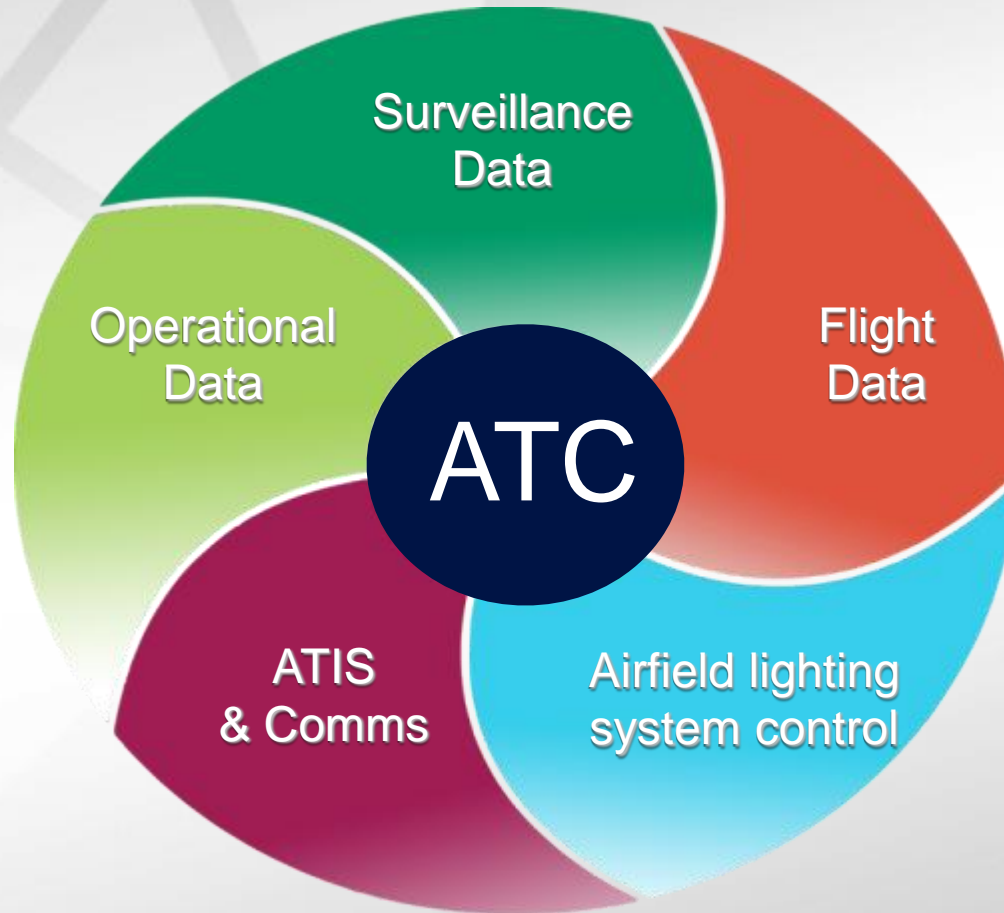 Surveillance
Data
Flight
Data
Airfield lighting
system control
ATIS
& Comms
Operational
Data
ATC